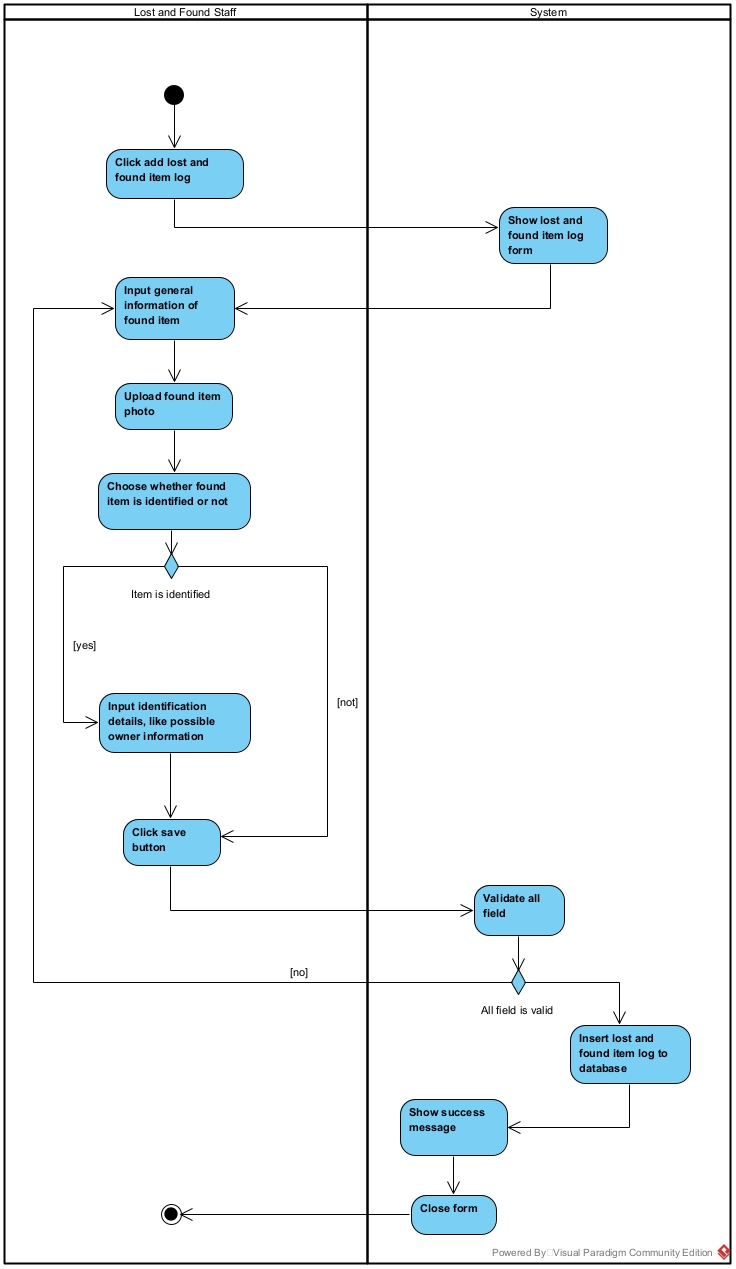 Lost and Found Staff
System
Click add lost and
found item log
Show lost and
found item log
form
Input general
information of
found item
Upload found item
photo
Choose whether found
item is identified or not
Item is identified
[yes]
[not]
Input identification
details, like possible
owner information
Click save
button
Validate all
field
[no]
All field is valid
Insert lost and
found item log to
database
Show success
message
Close form
Powered By Visual Paradigm Community Edition